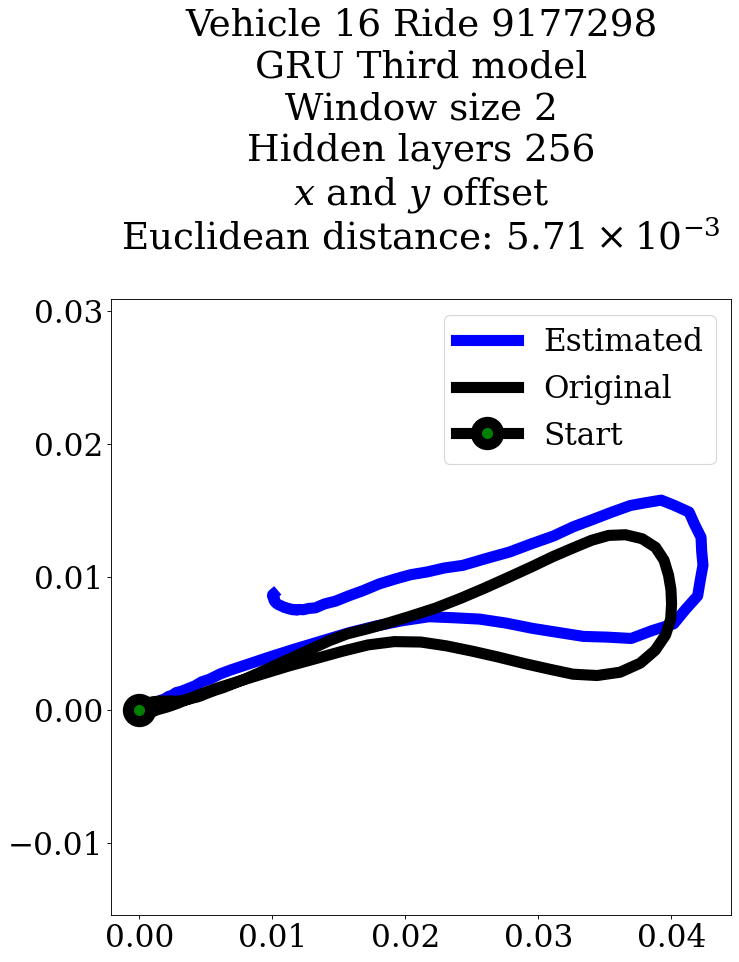 Vehicle 16 Ride 9177298
GRU Third model
Window size 2
Hidden layers 256
x and y offset
Euclidean distance: 5.71 × 10⁻³
0.03
0.02
0.01
0.00
−0.01
Estimated
Original
Start
0.00 0.01 0.02 0.03 0.04